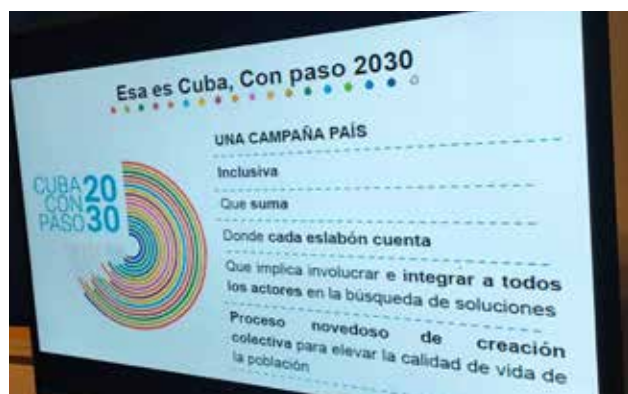 Esa es Cuba, Con paso 2030
CUBA 20
CON
PASO 30
UNA CAMPAÑA PAÍS
Inclusiva
Que suma
Donde cada eslabón cuenta
Que implica involucrar e integrar a todos
los actores en la búsqueda de soluciones
Proceso novedoso de creación
colectiva para elevar la calidad de vida de
la población